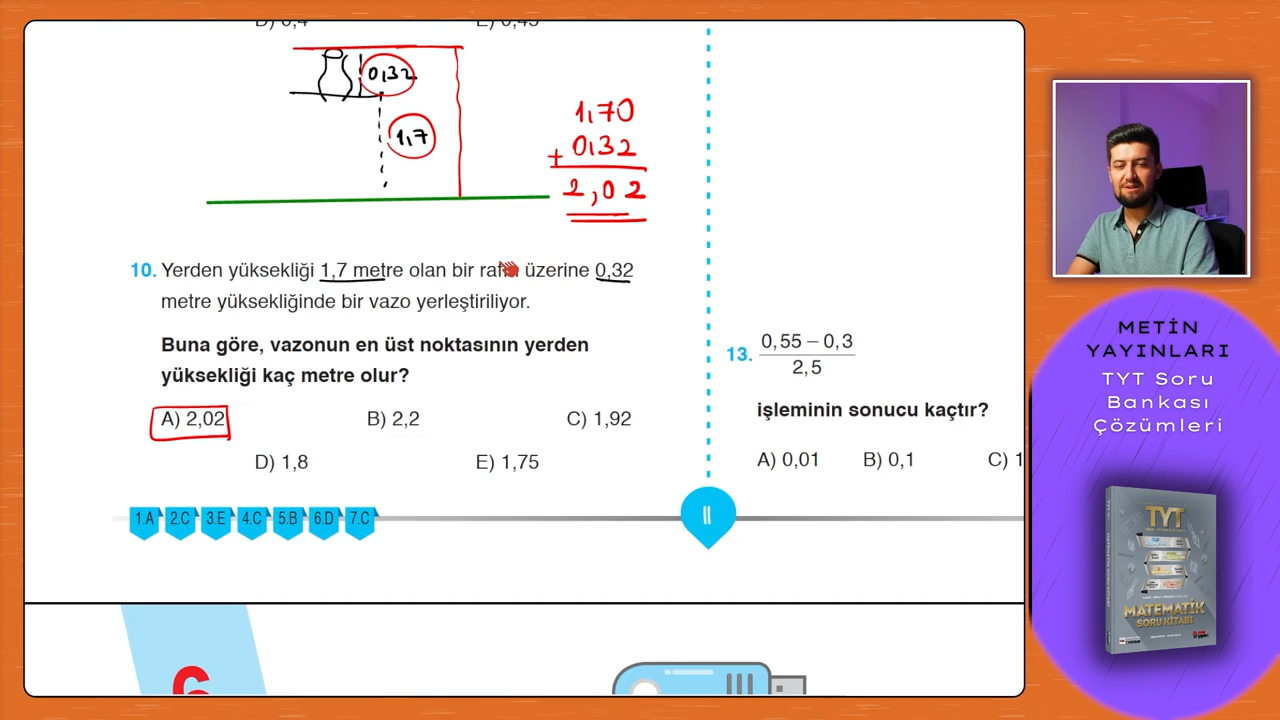 D) 0,4 E) 0,45
0,32
1,7
1,70
+ 0,32
2,02
10. Yerden yüksekliği 1,7 metre olan bir rafın üzerine 0,32
metre yüksekliğinde bir vazo yerleştiriliyor.
Buna göre, vazonun en üst noktasının yerden
yüksekliği kaç metre olur?
A) 2,02 B) 2,2 C) 1,92
D) 1,8 E) 1,75
1.A 2.C 3.E 4.C 5.B 6.D 7.C
11
13. 0,55 – 0,3
2,5
işleminin sonucu kaçtır?
A) 0,01 B) 0,1 C) 1
6
METİN
YAYINLARI
TYT Soru
Bankası
Çözümleri
TYT
MATEMATİK
SORU KİTABI